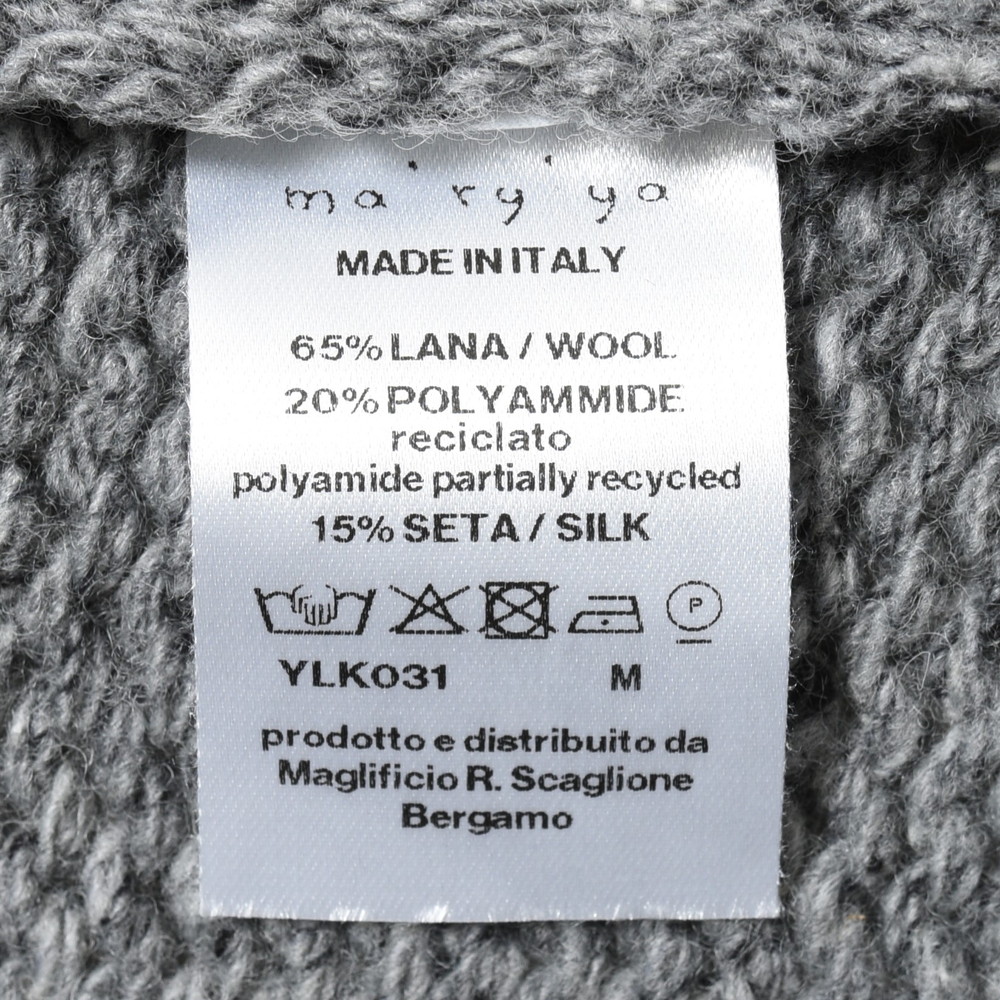 ma'ry'ya
MADE IN ITALY
65% LANA / WOOL
20% POLYAMMIDE
reciclato
polyamide partially recycled
15% SETA / SILK
P
YLK031 M
prodotto e distribuito da
Maglificio R. Scaglione
Bergamo